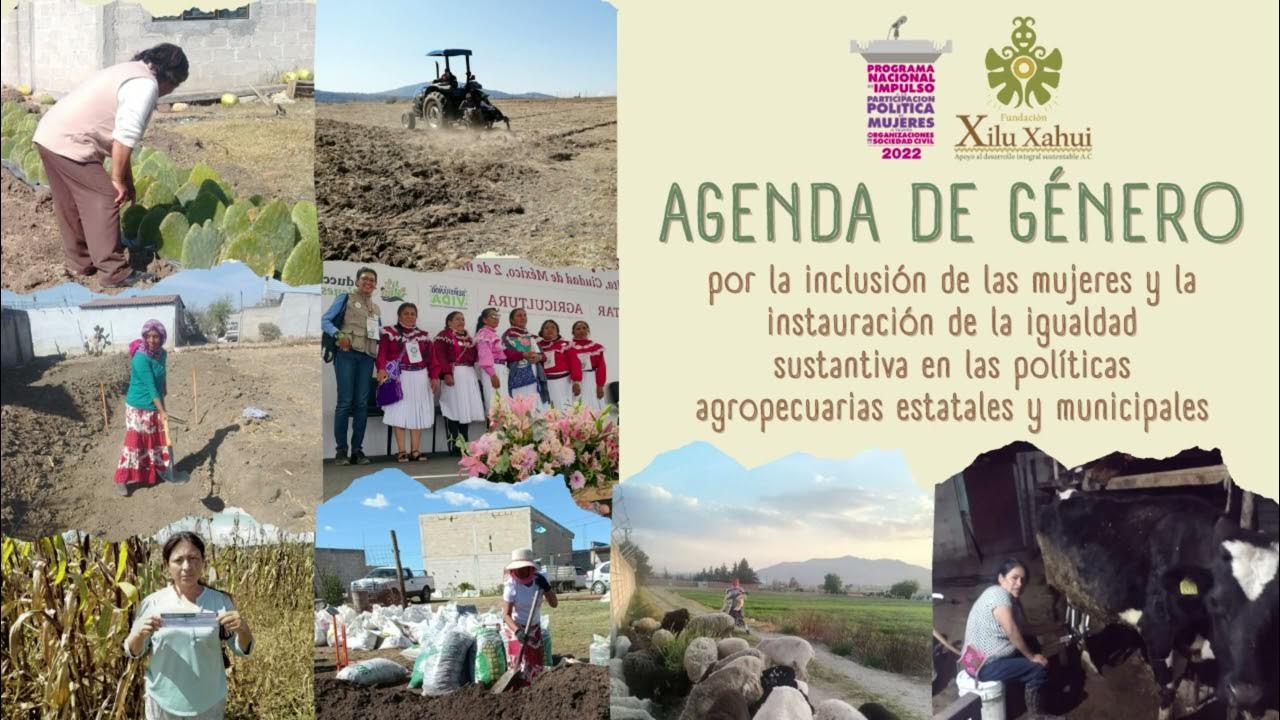 PROGRAMA
NACIONAL
IMPULSO
PARTICIPACIÓN
POLÍTICA
MUJERES
ORGANIZACIONES
SOCIEDAD CIVIL
2022
Fundación
Xilu Xahui
Apoyo al desarrollo integral sustentable A.C
AGENDA DE GÉNERO
por la inclusión de las mujeres y la
instauración de la igualdad
sustantiva en las políticas
agropecuarias estatales y municipales
Ciudad de México, 2 de
VIDA
AGRICULTURA